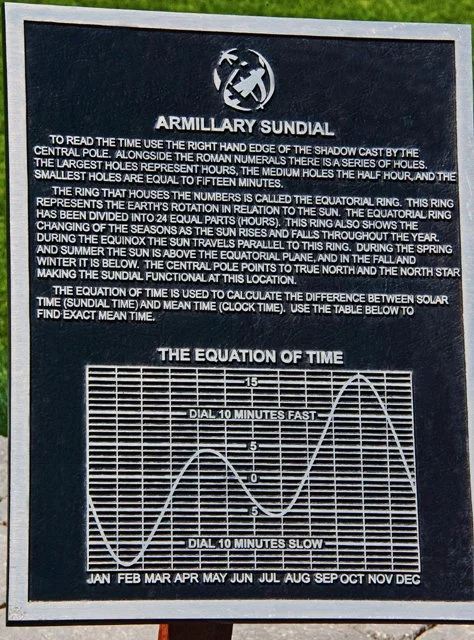 ARMILLARY SUNDIAL
TO READ THE TIME USE THE RIGHT HAND EDGE OF THE SHADOW CAST BY THE
CENTRAL POLE. ALONGSIDE THE ROMAN NUMERALS THERE IS A SERIES OF HOLES.
THE LARGEST HOLES REPRESENT HOURS, THE MEDIUM HOLES THE HALF HOUR, AND THE
SMALLEST HOLES ARE EQUAL TO FIFTEEN MINUTES.
THE RING THAT HOUSES THE NUMBERS IS CALLED THE EQUATORIAL RING. THIS RING
REPRESENTS THE EARTH'S ROTATION IN RELATION TO THE SUN. THE EQUATORIAL RING
HAS BEEN DIVIDED INTO 24 EQUAL PARTS (HOURS). THIS RING ALSO SHOWS THE
CHANGING OF THE SEASONS AS THE SUN RISES AND FALLS THROUGHOUT THE YEAR.
DURING THE EQUINOX THE SUN TRAVELS PARALLEL TO THIS RING. DURING THE SPRING
AND SUMMER THE SUN IS ABOVE THE EQUATORIAL PLANE, AND IN THE FALL AND
WINTER IT IS BELOW. THE CENTRAL POLE POINTS TO TRUE NORTH AND THE NORTH STAR
MAKING THE SUNDIAL FUNCTIONAL AT THIS LOCATION.
THE EQUATION OF TIME IS USED TO CALCULATE THE DIFFERENCE BETWEEN SOLAR
TIME (SUNDIAL TIME) AND MEAN TIME (CLOCK TIME). USE THE TABLE BELOW TO
FIND EXACT MEAN TIME.
THE EQUATION OF TIME
15
DIAL 10 MINUTES FAST
5
0
5
DIAL 10 MINUTES SLOW
JAN FEB MAR APR MAY JUN JUL AUG SEP OCT NOV DEC